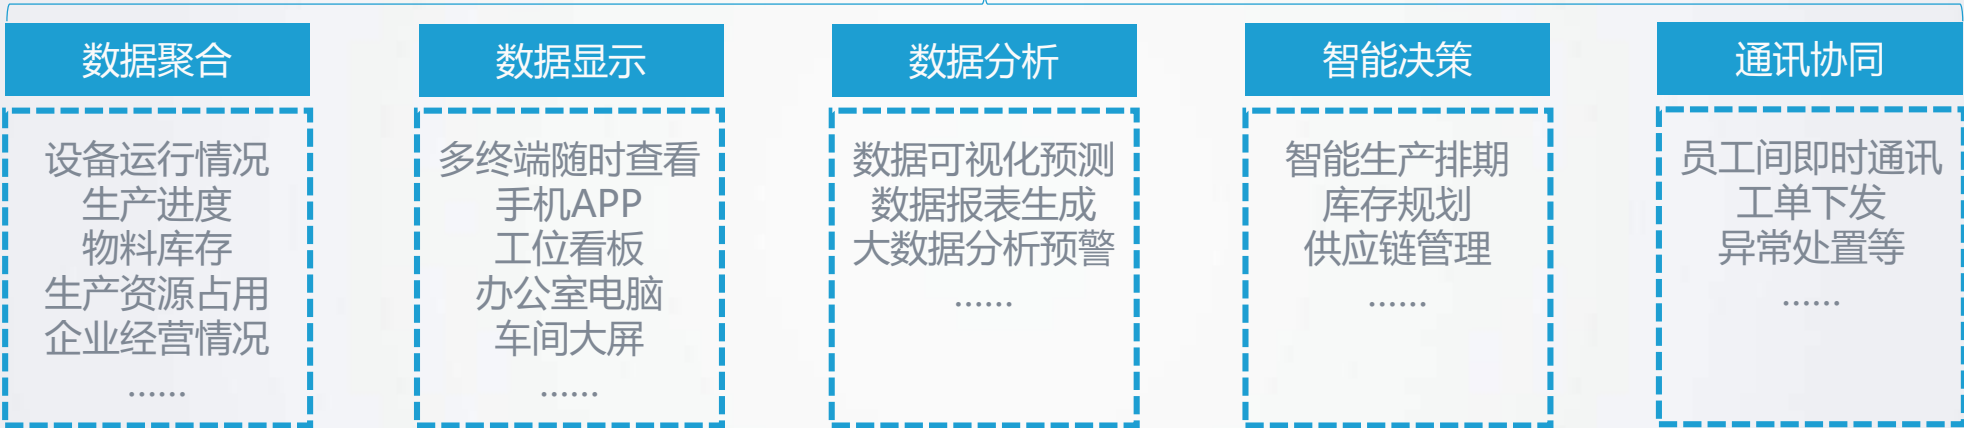 数据聚合
设备运行情况
生产进度
物料库存
生产资源占用
企业经营情况
……
数据显示
多终端随时查看
手机APP
工位看板
办公室电脑
车间大屏
……
数据分析
数据可视化预测
数据报表生成
大数据分析预警
……
智能决策
智能生产排期
库存规划
供应链管理
……
通讯协同
员工间即时通讯
工单下发
异常处置等
……